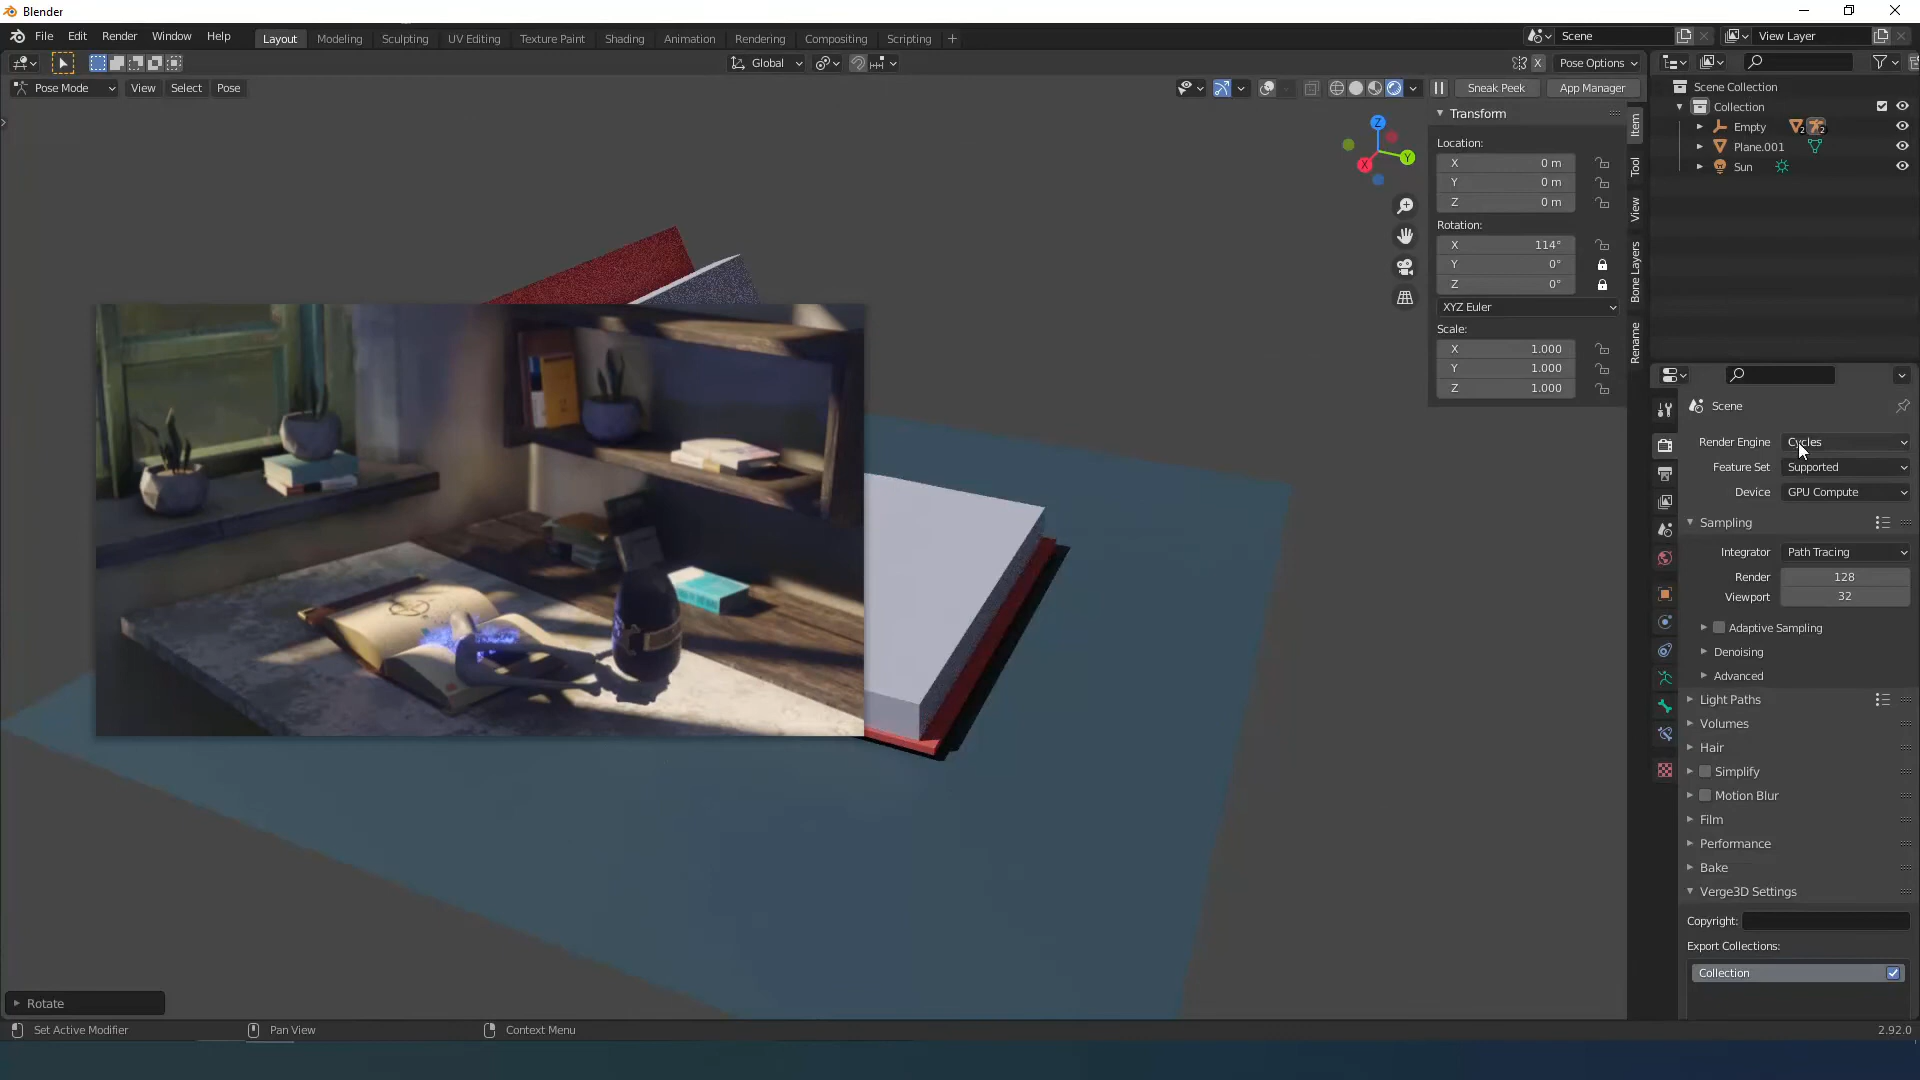 Blender
File Edit Render Window Help
Layout Modeling Sculpting UV Editing Texture Paint Shading Animation Rendering Compositing Scripting +
Scene
View Layer
Global
X
Pose Options
Pose Mode View Select Pose
Sneak Peek App Manager
Transform
Location:
X 0 m
Y 0 m
Z 0 m
Rotation:
X 114°
Y 0°
Z 0°
XYZ Euler
Scale:
X 1.000
Y 1.000
Z 1.000
Item
Tool
View
Bone Layers
Rename
Z
Y
X
Scene Collection
Collection
Empty 2 2
Plane.001
Sun
Scene
Render Engine Cycles
Feature Set Supported
Device GPU Compute
Sampling
Integrator Path Tracing
Render 128
Viewport 32
Adaptive Sampling
Denoising
Advanced
Light Paths
Volumes
Hair
Simplify
Motion Blur
Film
Performance
Bake
Verge3D Settings
Copyright:
Export Collections:
Collection
Rotate
Set Active Modifier Pan View Context Menu 2.92.0